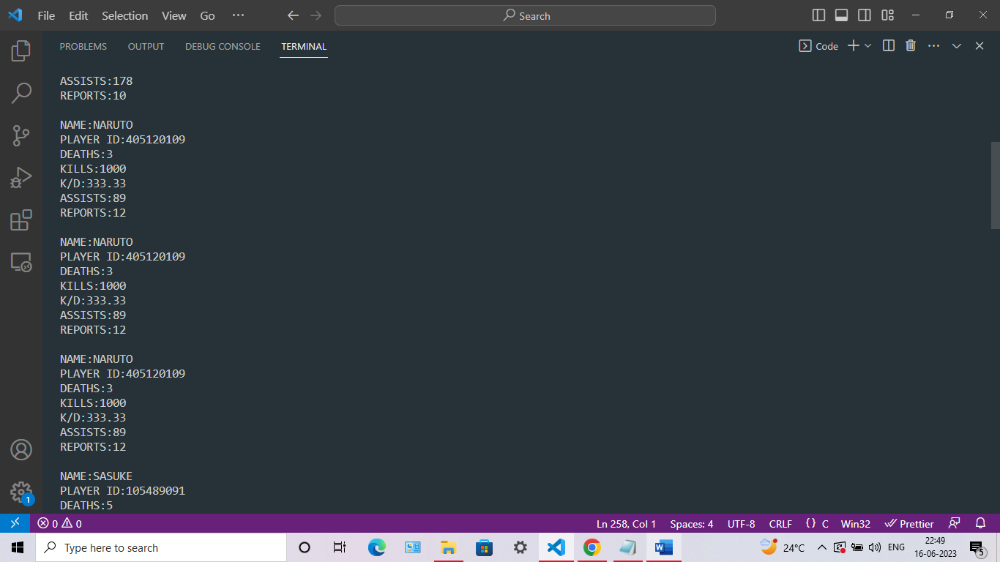 File Edit Selection View Go ···
Search
PROBLEMS OUTPUT DEBUG CONSOLE TERMINAL
Code
ASSISTS:178
REPORTS:10
NAME:NARUTO
PLAYER ID:405120109
DEATHS:3
KILLS:1000
K/D:333.33
ASSISTS:89
REPORTS:12
NAME:NARUTO
PLAYER ID:405120109
DEATHS:3
KILLS:1000
K/D:333.33
ASSISTS:89
REPORTS:12
NAME:NARUTO
PLAYER ID:405120109
DEATHS:3
KILLS:1000
K/D:333.33
ASSISTS:89
REPORTS:12
NAME:SASUKE
PLAYER ID:105489091
DEATHS:5
1
0 0 Ln 258, Col 1 Spaces: 4 UTF-8 CRLF {} C Win32 Prettier
Type here to search
W
24°C ENG 22:49
16-06-2023
5